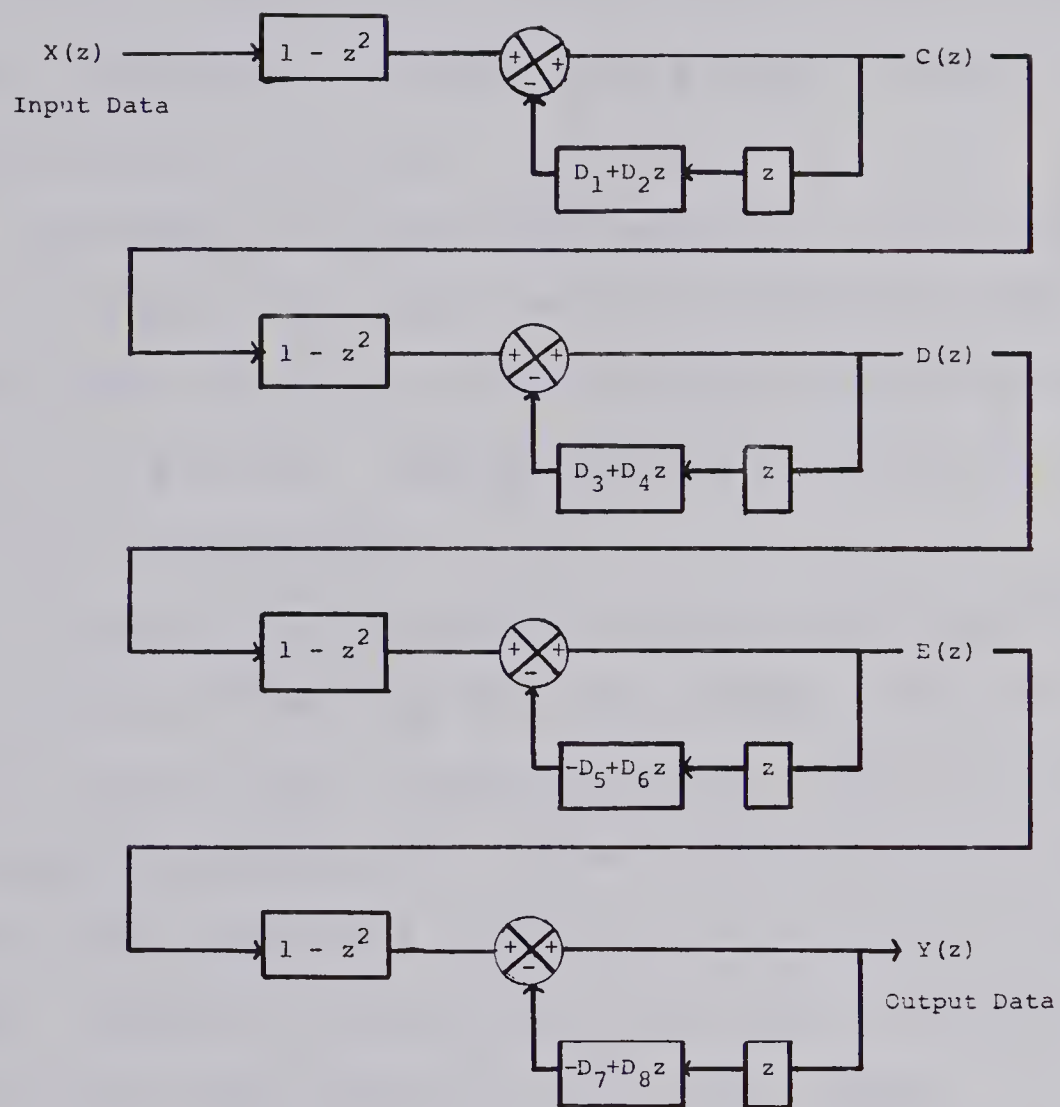 X(z)
1 - z²
+
+
-
C(z)
Input Data
D₁+D₂z
z
1 - z²
+
+
-
D(z)
D₃+D₄z
z
1 - z²
+
+
-
E(z)
-D₅+D₆z
z
1 - z²
+
+
-
Y(z)
Output Data
-D₇+D₈z
z